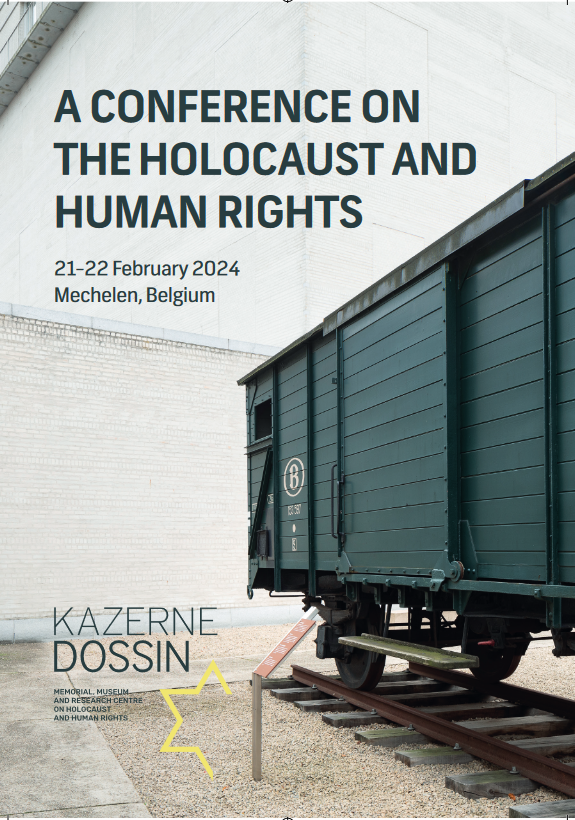 A CONFERENCE ON
THE HOLOCAUST AND
HUMAN RIGHTS
21-22 February 2024
Mechelen, Belgium
B
KAZERNE
DOSSIN
MEMORIAL, MUSEUM
AND RESEARCH CENTRE
ON HOLOCAUST
AND HUMAN RIGHTS